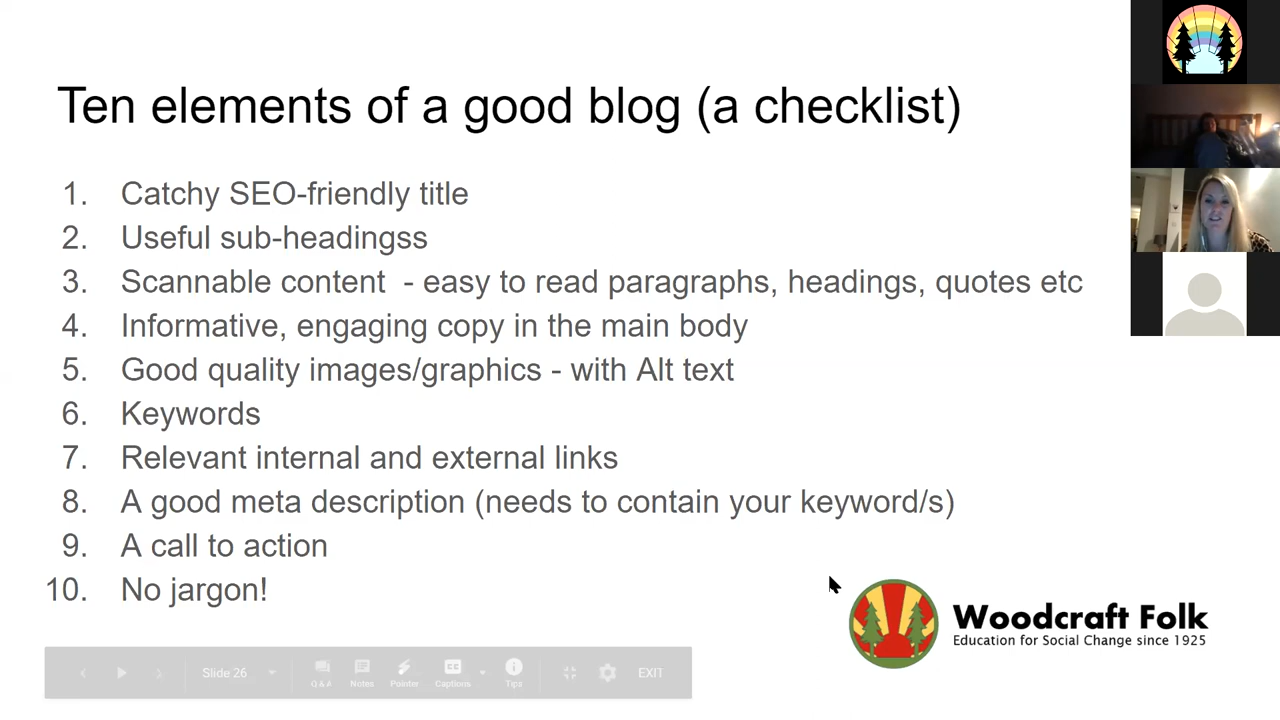 Ten elements of a good blog (a checklist)
1. Catchy SEO-friendly title
2. Useful sub-headingss
3. Scannable content - easy to read paragraphs, headings, quotes etc
4. Informative, engaging copy in the main body
5. Good quality images/graphics - with Alt text
6. Keywords
7. Relevant internal and external links
8. A good meta description (needs to contain your keyword/s)
9. A call to action
10. No jargon!
Woodcraft Folk
Education for Social Change since 1925
Slide 26
Q&A
Notes
Pointer
Captions
Tips
EXIT